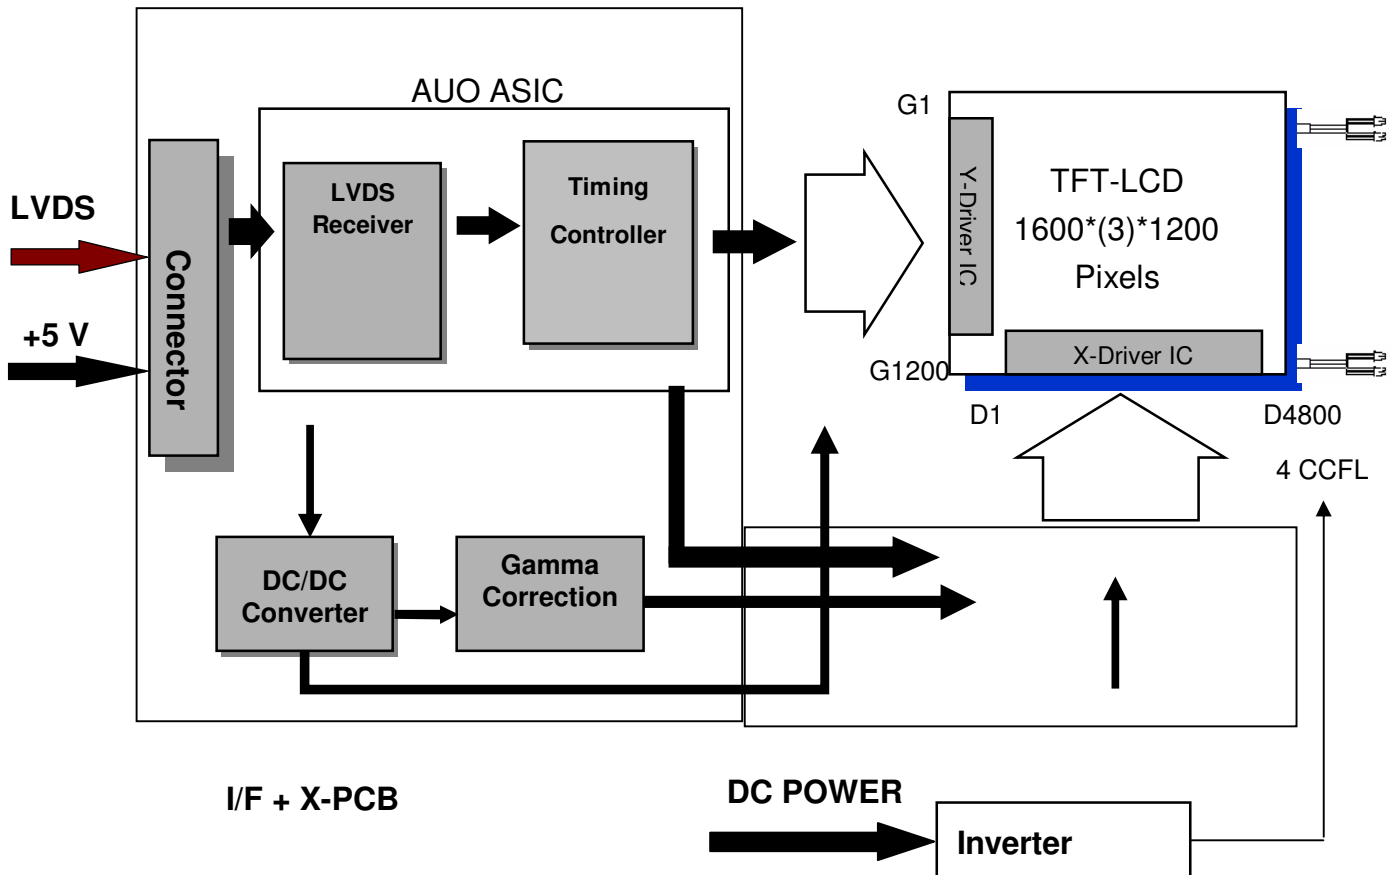 AUO ASIC
G1
LVDS
+5 V
Connector
LVDS
Receiver
Timing
Controller
Y-Driver IC
TFT-LCD
1600*(3)*1200
Pixels
X-Driver IC
G1200
D1
D4800
4 CCFL
DC/DC
Converter
Gamma
Correction
I/F + X-PCB
DC POWER
Inverter